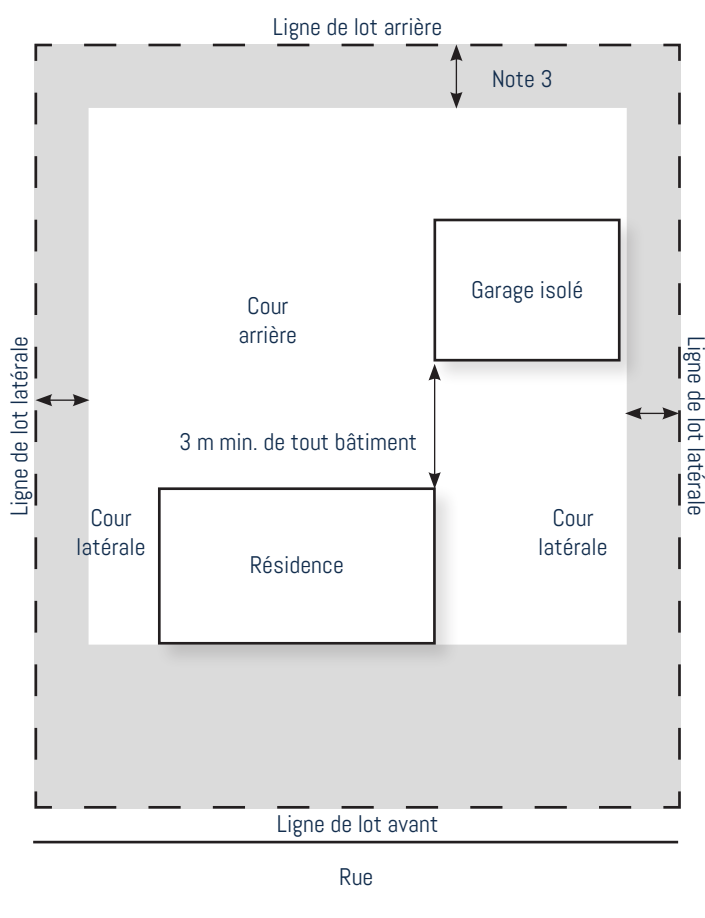 Ligne de lot arrière
Note 3
Garage isolé
Cour
arrière
Ligne de lot latérale
Ligne de lot latérale
3 m min. de tout bâtiment
Cour
latérale
Résidence
Cour
latérale
Ligne de lot avant
Rue